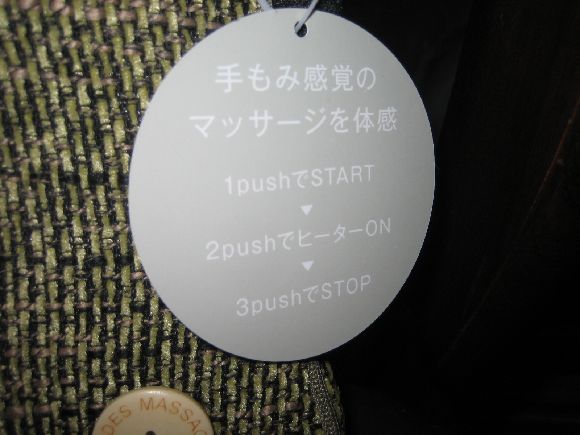 手もみ感覚の
マッサージを体感
1pushでSTART
▼
2pushでヒーターON
▼
3pushでSTOP
DES MASSAG